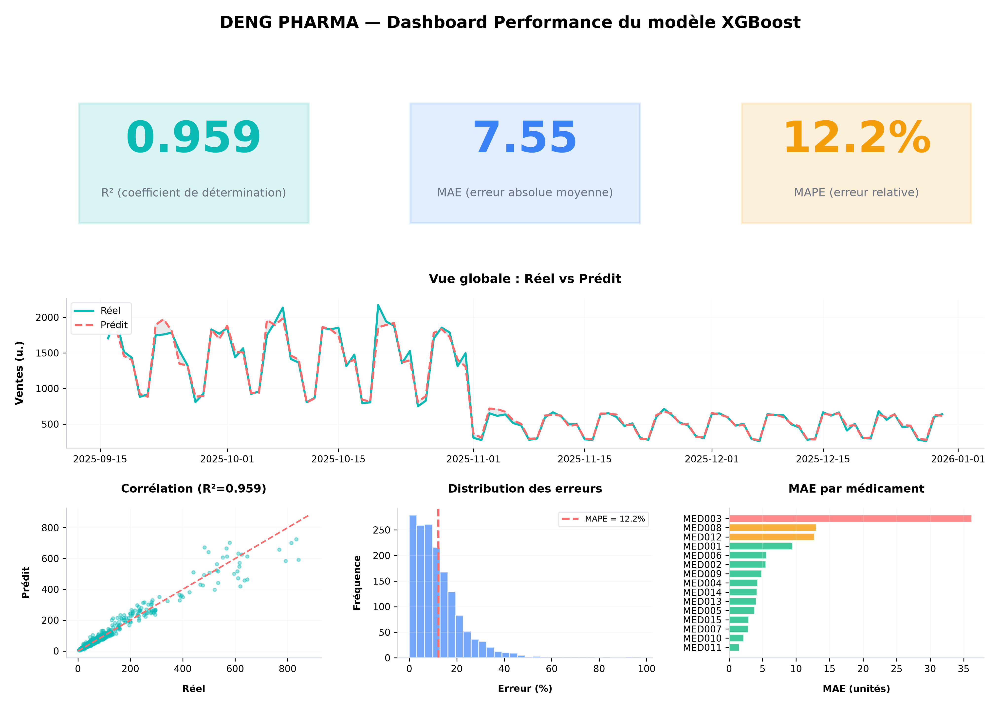 DENG PHARMA — Dashboard Performance du modèle XGBoost
0.959
R² (coefficient de détermination)
7.55
MAE (erreur absolue moyenne)
12.2%
MAPE (erreur relative)
Vue globale : Réel vs Prédit
Réel
Prédit
Ventes (u.)
2000
1500
1000
500
2025-09-15
2025-10-01
2025-10-15
2025-11-01
2025-11-15
2025-12-01
2025-12-15
2026-01-01
Corrélation (R²=0.959)
Prédit
800
600
400
200
0
0
200
400
600
800
Réel
Distribution des erreurs
MAPE = 12.2%
Fréquence
250
200
150
100
50
0
0
20
40
60
80
100
Erreur (%)
MAE par médicament
MED003
MED008
MED012
MED001
MED006
MED002
MED009
MED004
MED014
MED013
MED005
MED015
MED007
MED010
MED011
0
5
10
15
20
25
30
35
MAE (unités)